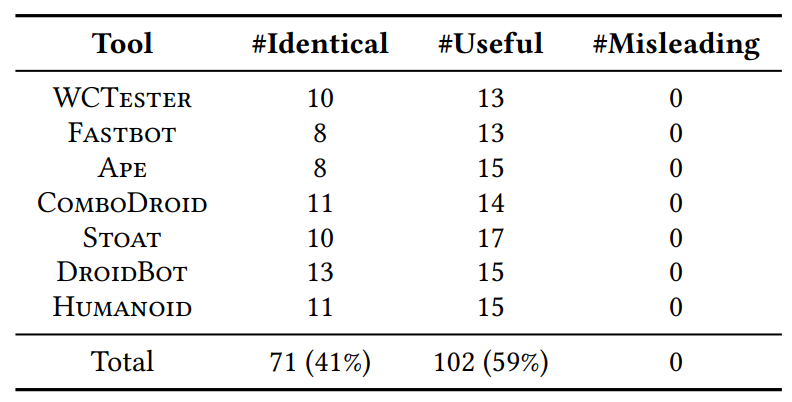 Tool #Identical #Useful #Misleading
WCTester 10 13 0
Fastbot 8 13 0
Ape 8 15 0
ComboDroid 11 14 0
Stoat 10 17 0
DroidBot 13 15 0
Humanoid 11 15 0
Total 71 (41%) 102 (59%) 0